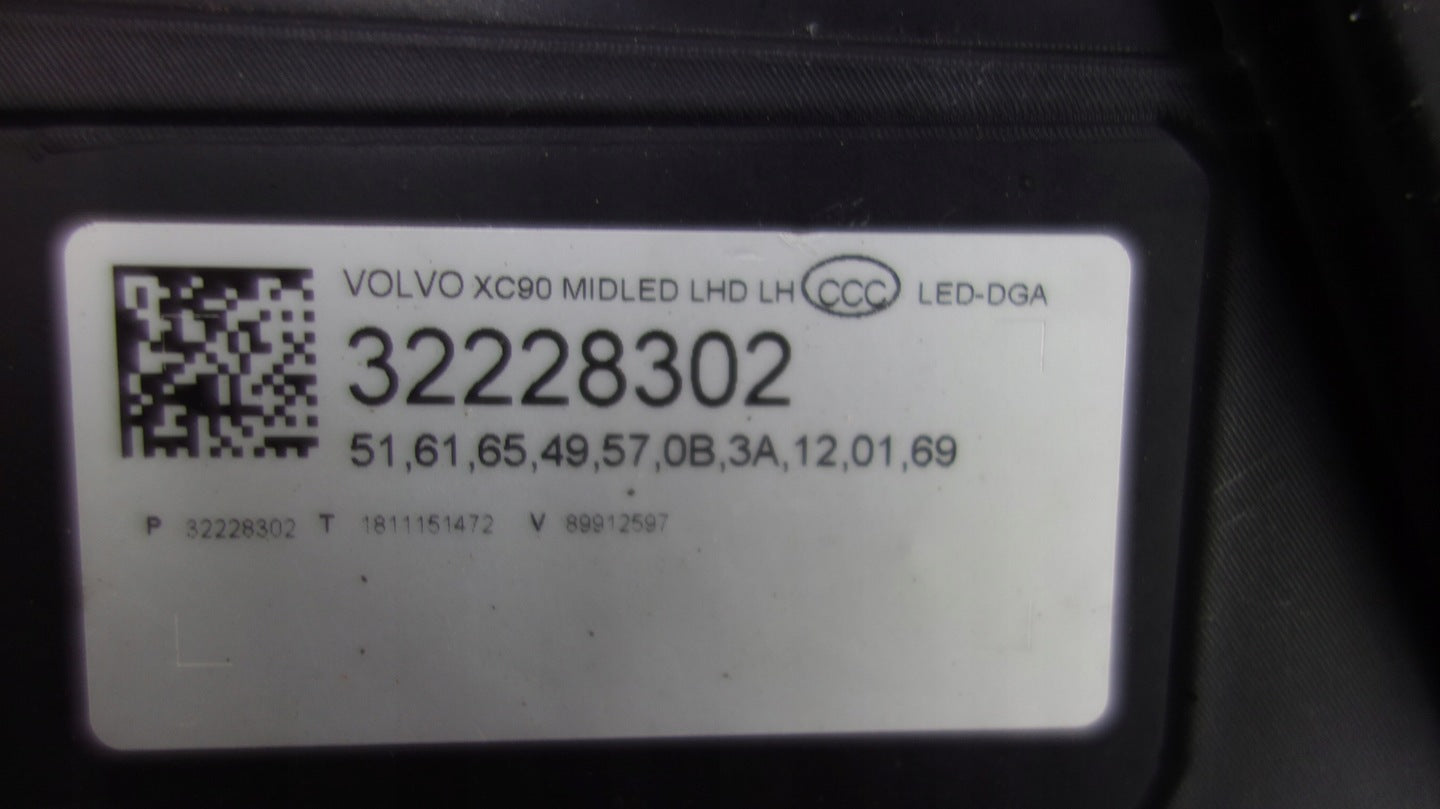 VOLVO XC90 MIDLED LHD LH CCC LED-DGA
32228302
51,61,65,49,57,0B,3A,12,01,69
P 32228302 T 1811151472 V 89912597